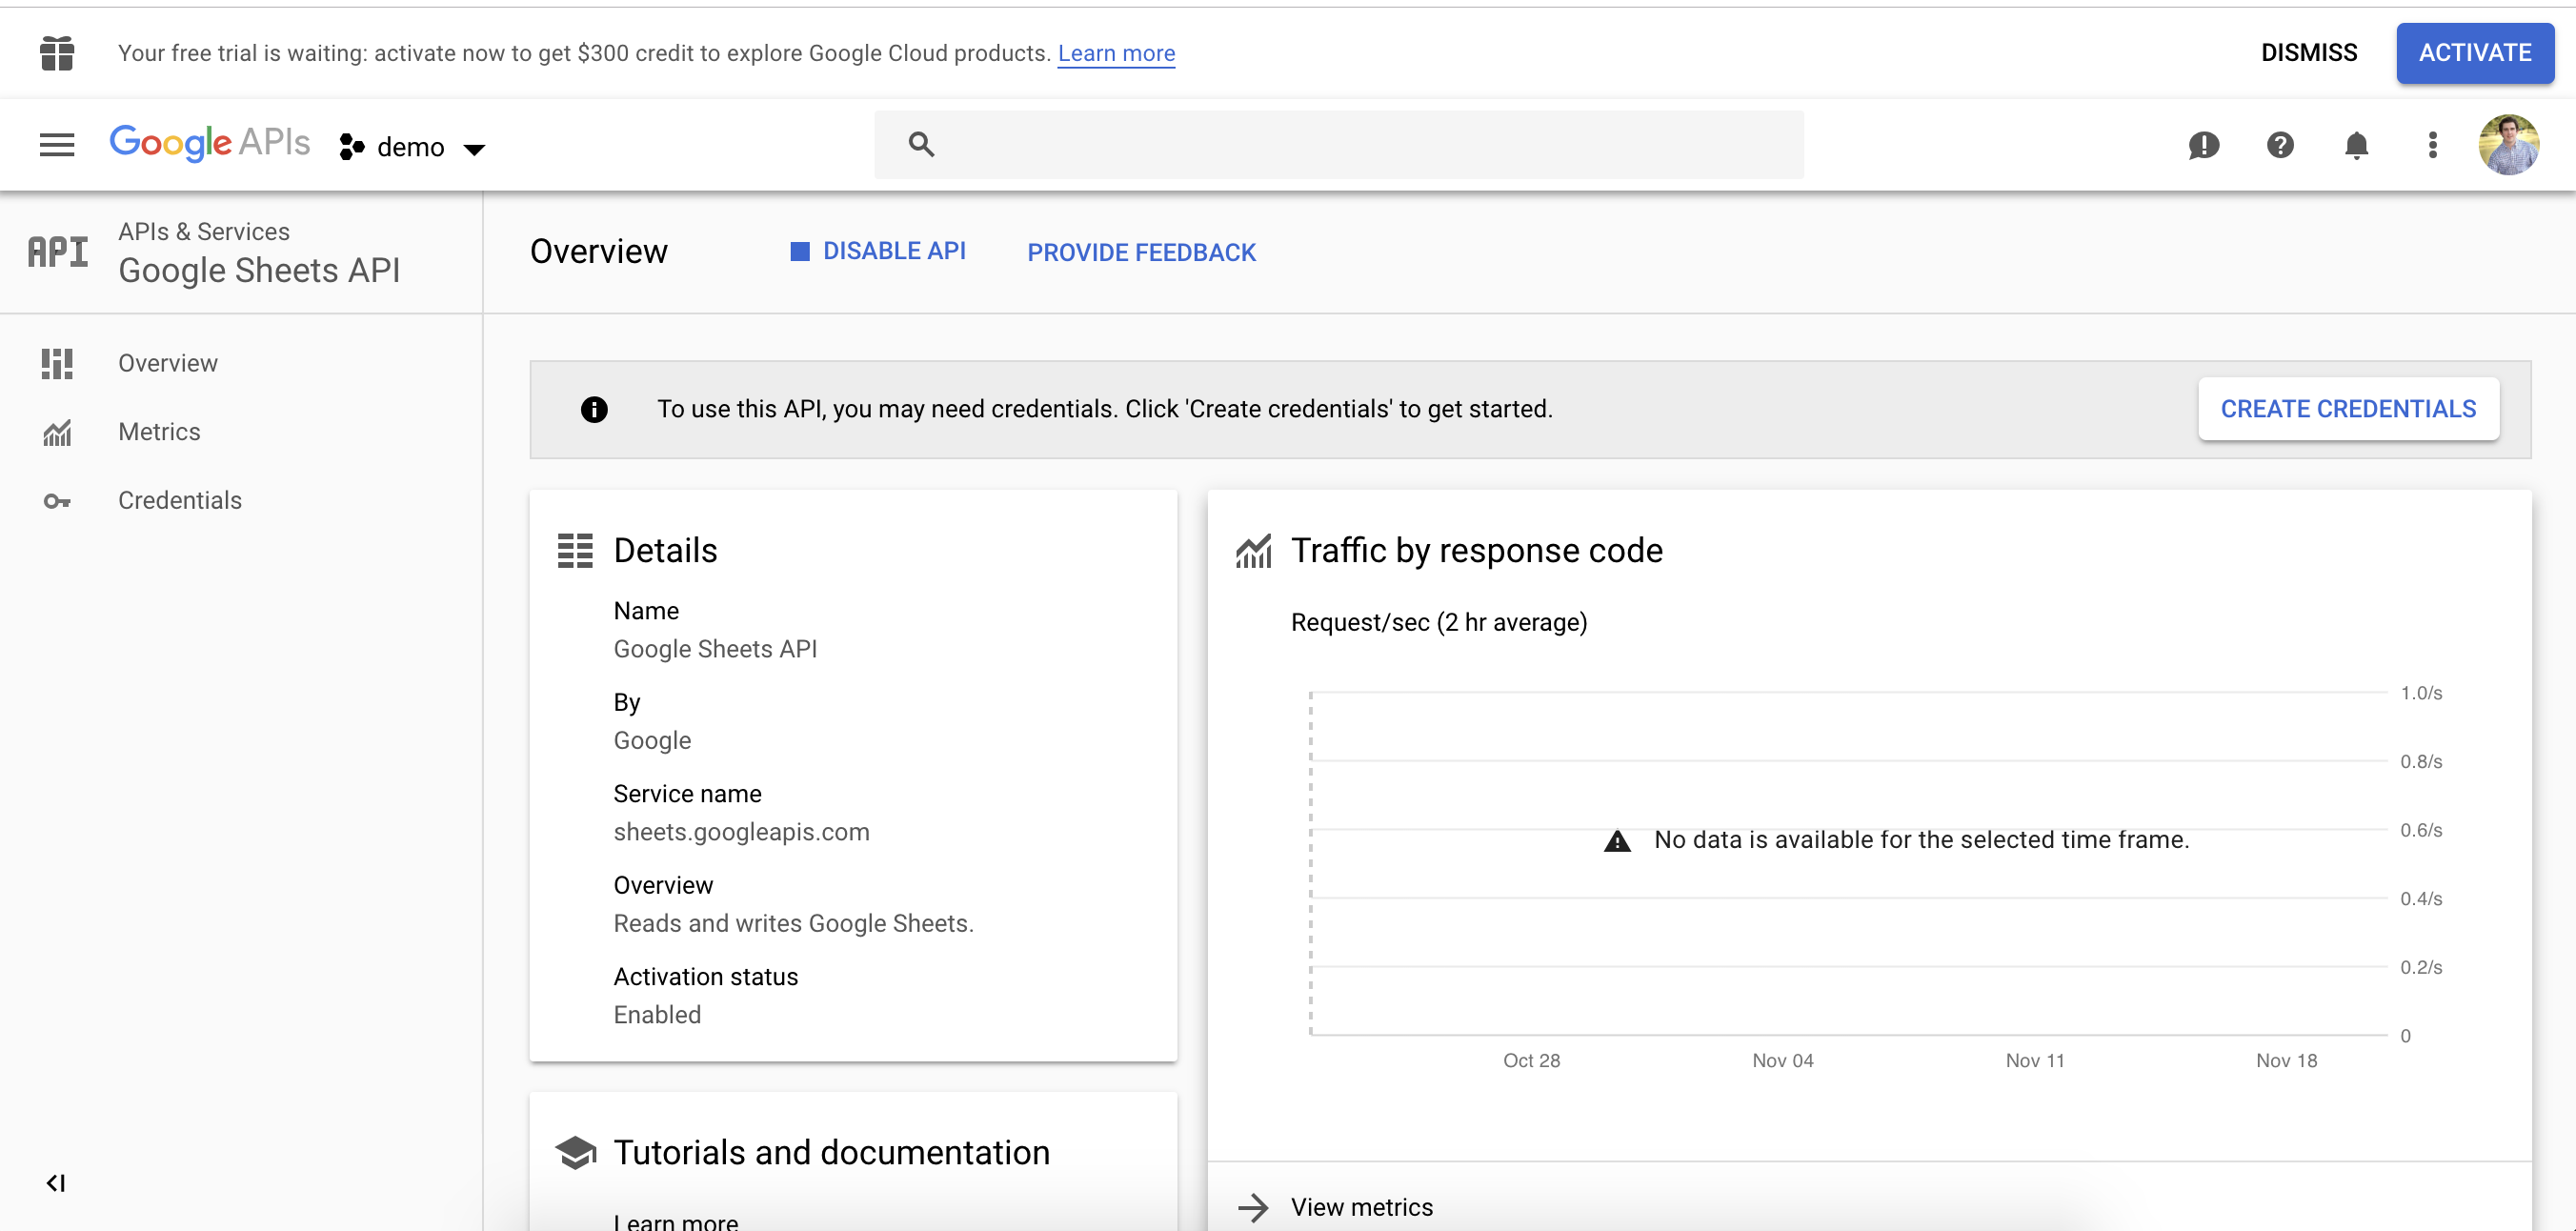 Your free trial is waiting: activate now to get $300 credit to explore Google Cloud products. Learn more
DISMISS
ACTIVATE
Google APIs
demo
API
APIs & Services
Google Sheets API
Overview
DISABLE API
PROVIDE FEEDBACK
Overview
Metrics
Credentials
To use this API, you may need credentials. Click 'Create credentials' to get started.
CREATE CREDENTIALS
Details
Name
Google Sheets API
By
Google
Service name
sheets.googleapis.com
Overview
Reads and writes Google Sheets.
Activation status
Enabled
Tutorials and documentation
Learn more
Traffic by response code
Request/sec (2 hr average)
1.0/s
0.8/s
No data is available for the selected time frame.
0.6/s
0.4/s
0.2/s
0
Oct 28
Nov 04
Nov 11
Nov 18
View metrics